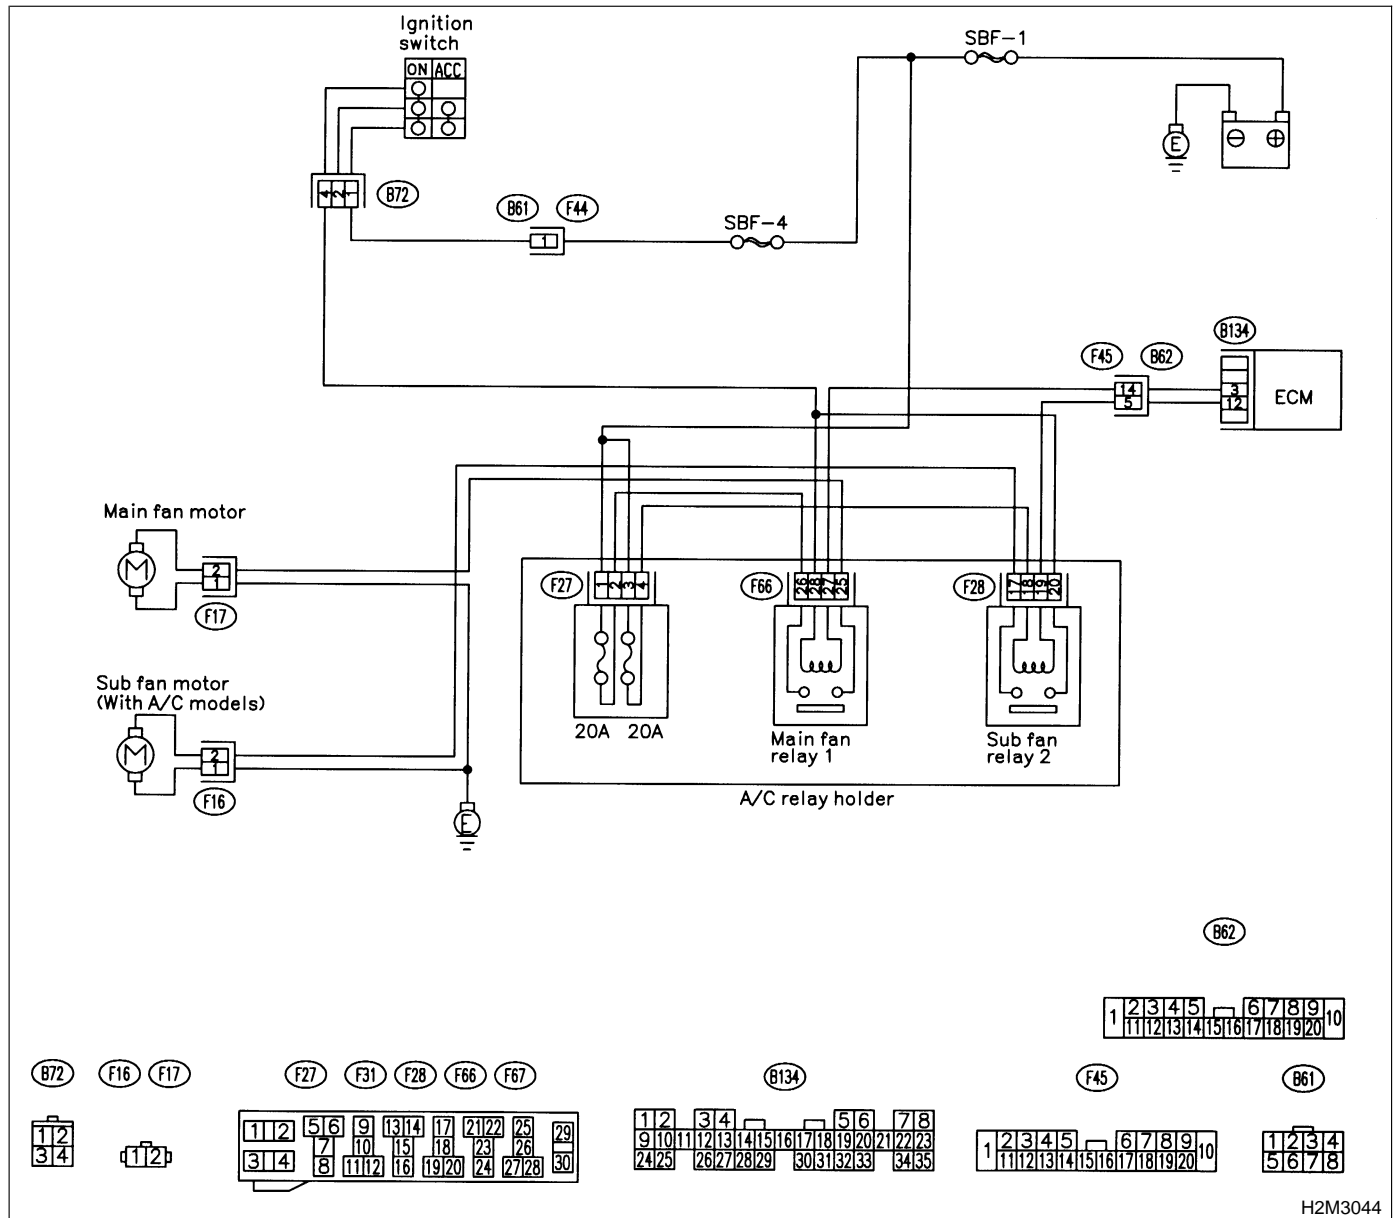 Ignition
switch
ON ACC
SBF-1
E
⊖ ⊕
4 2 1
B72
B61 F44
1
SBF-4
B134
F45 B62
14
5
3
12
ECM
Main fan motor
M
2
1
F17
Sub fan motor
(With A/C models)
M
2
1
F16
E
F27
1 2 3 4
20A 20A
F66
26 28 27 25
Main fan
relay 1
F28
17 18 19 20
Sub fan
relay 2
A/C relay holder
B62
1 2 3 4 5 6 7 8 9 10
11 12 13 14 15 16 17 18 19 20
B72
1 2
3 4
F16 F17
1 2
F27 F31 F28 F66 F67
1 2 5 6 9 13 14 17 21 22 25 29
7 10 15 18 23 26
3 4 8 11 12 16 19 20 24 27 28 30
B134
1 2 3 4 5 6 7 8
9 10 11 12 13 14 15 16 17 18 19 20 21 22 23
24 25 26 27 28 29 30 31 32 33 34 35
F45
1 2 3 4 5 6 7 8 9 10
11 12 13 14 15 16 17 18 19 20
B61
1 2 3 4
5 6 7 8
H2M3044